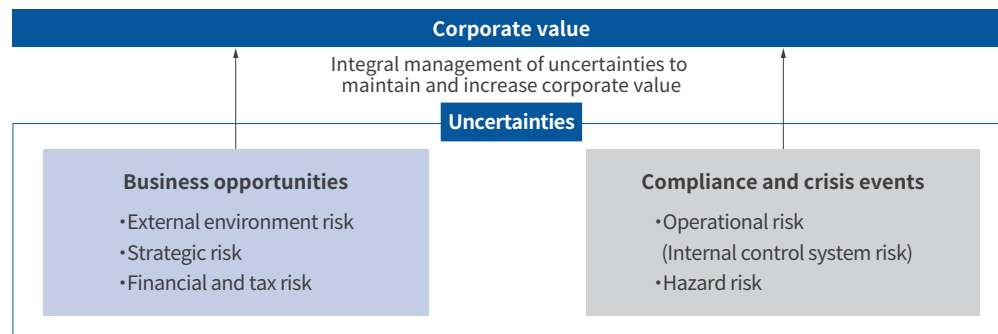 Corporate value
Integral management of uncertainties to
maintain and increase corporate value
Uncertainties
Business opportunities
・External environment risk
・Strategic risk
・Financial and tax risk
Compliance and crisis events
・Operational risk
(Internal control system risk)
・Hazard risk